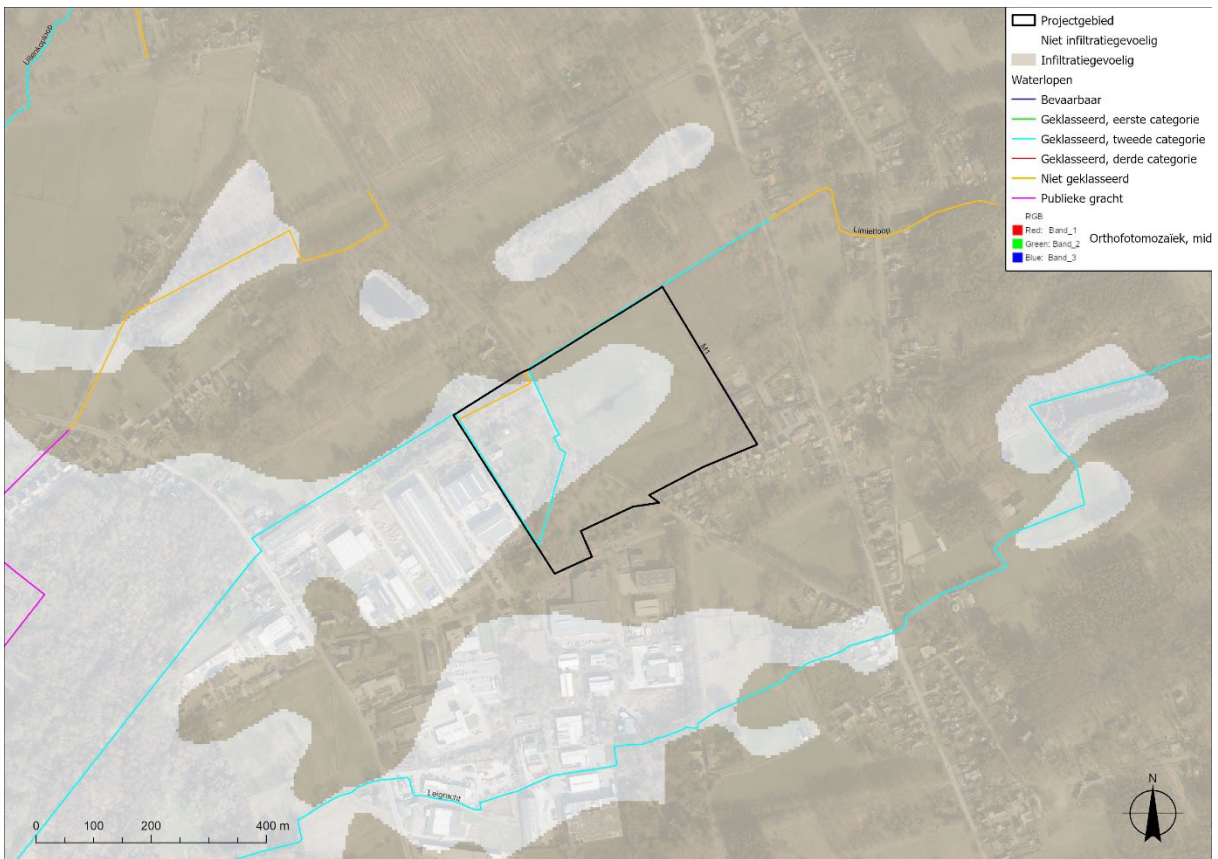 Projectgebied
Niet infiltratiegevoelig
Infiltratiegevoelig
Waterlopen
Bevaarbaar
Geklasseerd, eerste categorie
Geklasseerd, tweede categorie
Geklasseerd, derde categorie
Niet geklasseerd
Publieke gracht
RGB
Red: Band_1
Green: Band_2 Orthofotomozaïek, mid
Blue: Band_3
Limietloop
M1
Leigracht
N
0 100 200 400 m